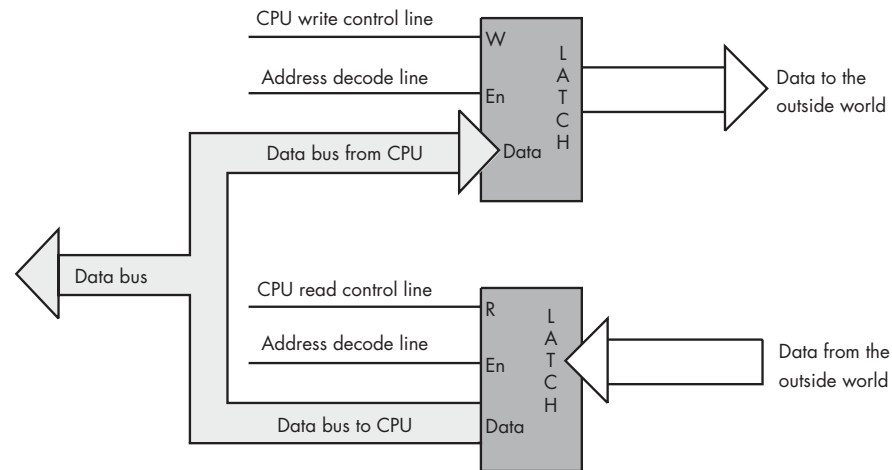 CPU write control line
W
Address decode line
En
Data bus from CPU
Data
LATCH
Data to the
outside world
Data bus
CPU read control line
R
Address decode line
En
Data bus to CPU
Data
LATCH
Data from the
outside world